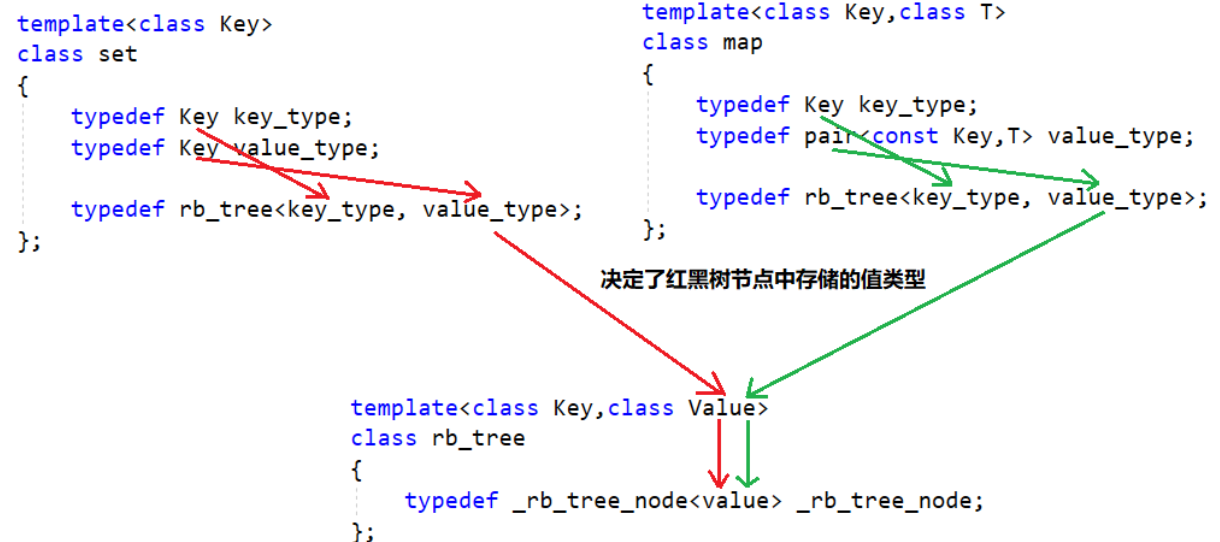 template<class Key>
class set
{
    typedef Key key_type;
    typedef Key value_type;
    typedef rb_tree<key_type, value_type>;
};
template<class Key,class T>
class map
{
    typedef Key key_type;
    typedef pair<const Key,T> value_type;
    typedef rb_tree<key_type, value_type>;
};
决定了红黑树节点中存储的值类型
template<class Key,class Value>
class rb_tree
{
    typedef _rb_tree_node<value> _rb_tree_node;
};